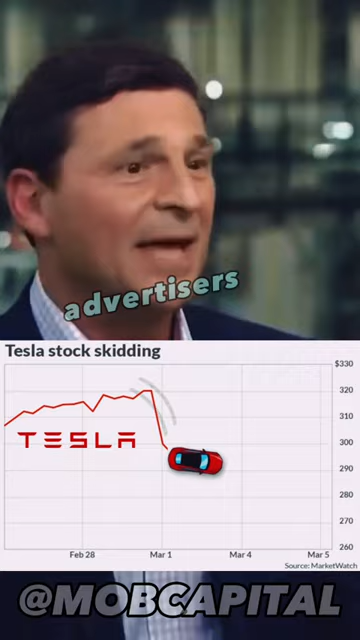 advertisers
Tesla stock skidding
$330
320
310
TESLA
300
290
280
270
260
Feb 28
Mar 1
Mar 4
Mar 5
Source: MarketWatch
@MOBCAPITAL